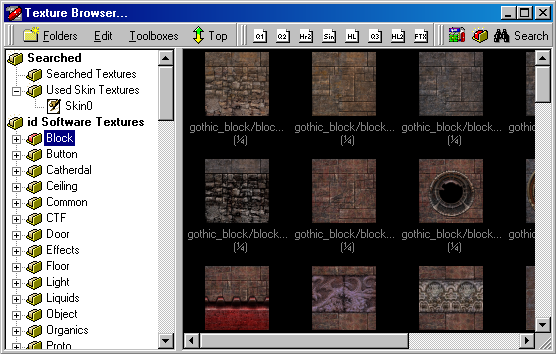 Texture Browser...
Folders Edit Toolboxes Top Q1 Q2 Hr2 Sin HL Q3 HL2 FTX Search
Searched
Searched Textures
Used Skin Textures
Skin0
id Software Textures
Block
Button
Catherdal
Ceiling
Common
CTF
Door
Effects
Floor
Light
Liquids
Object
Organics
Proto
gothic_block/bloc... gothic_block/block... gothic_block/block...
(¼) (¼) (¼)
gothic_block/block... gothic_block/block... gothic_block/block...
(¼) (¼) (¼)